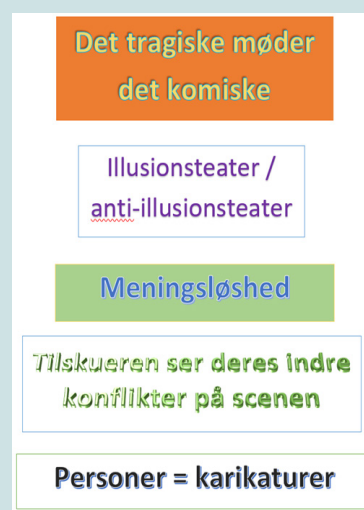 Det tragiske møder
det komiske
Illusionsteater /
anti-illusionsteater
Meningsløshed
Tilskueren ser deres indre
konflikter på scenen
Personer = karikaturer